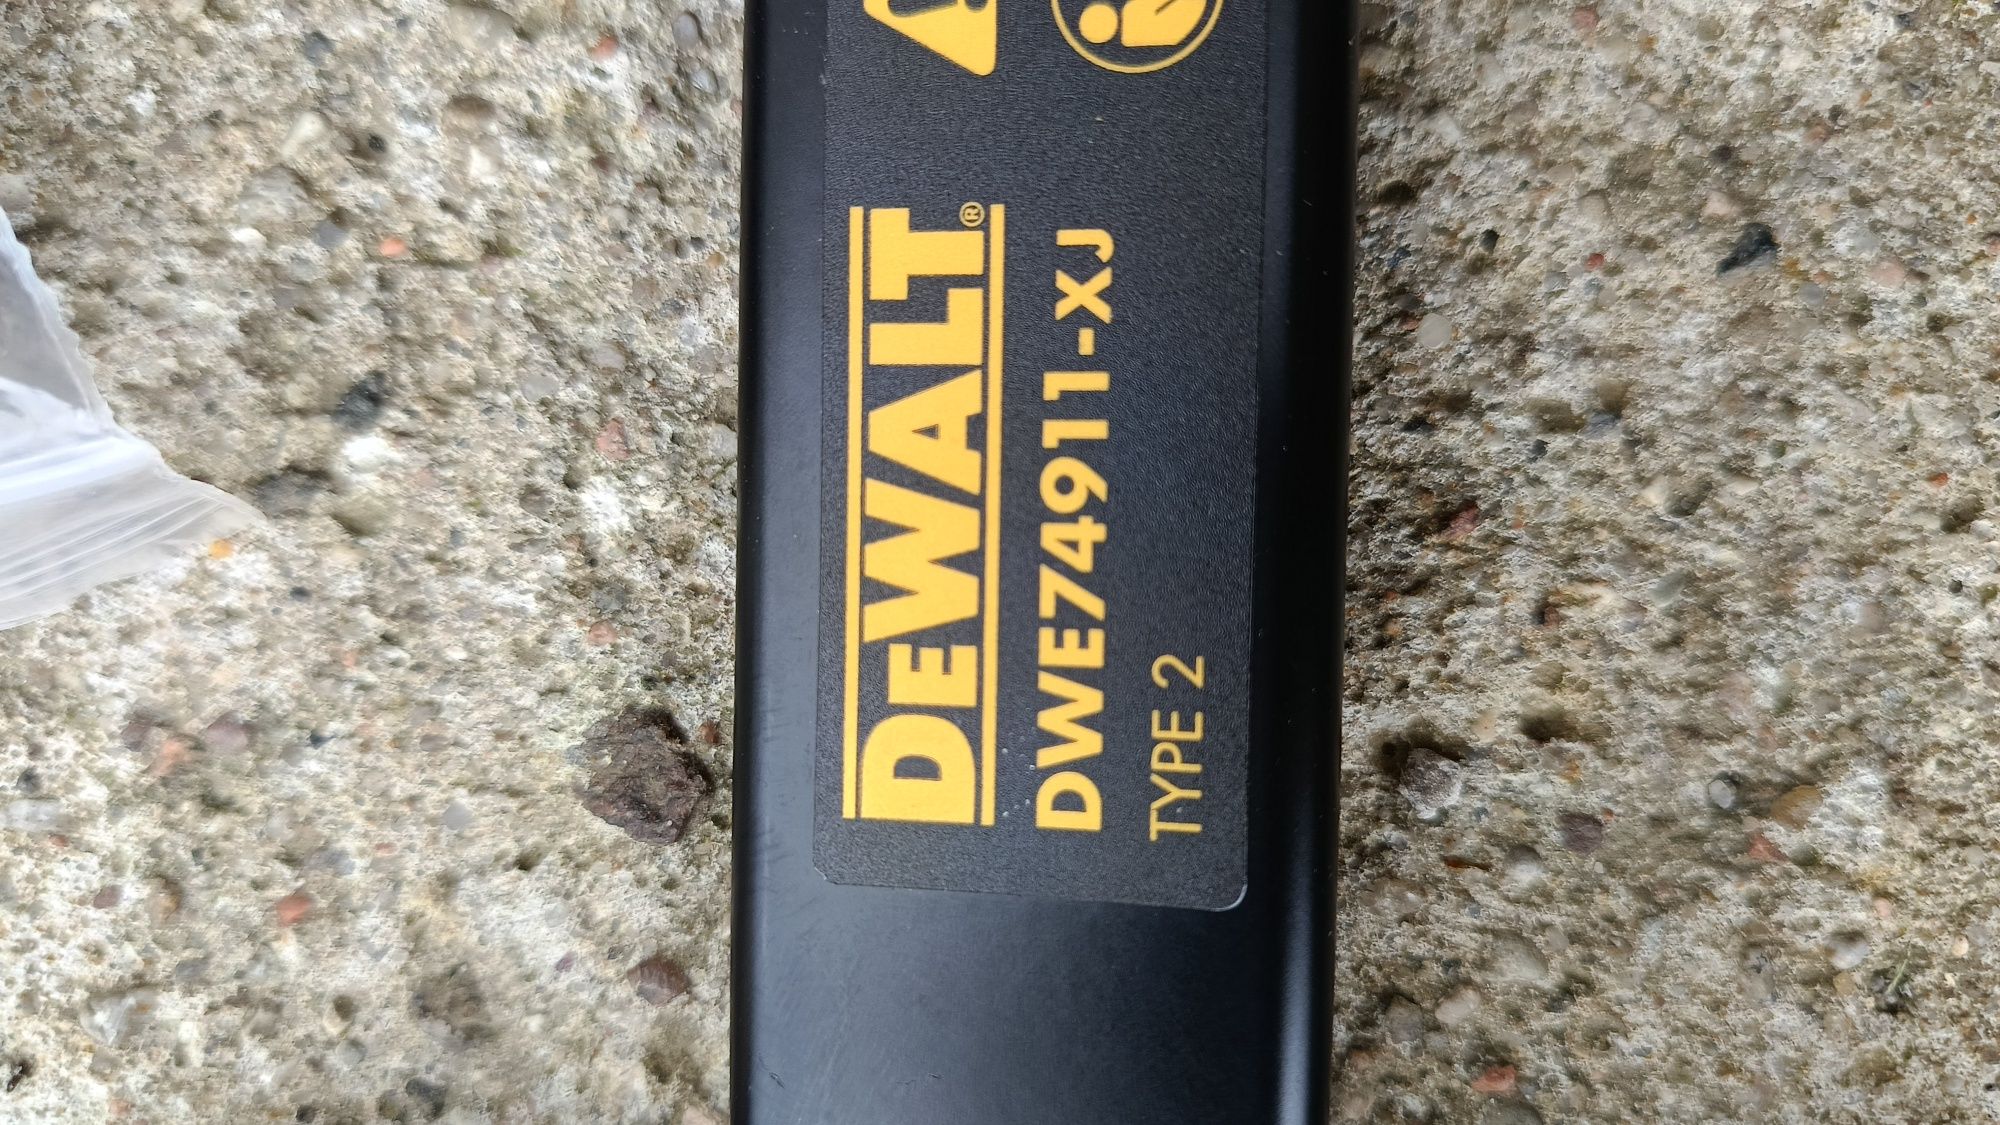 DEWALT®
DWE74911-XJ
TYPE 2